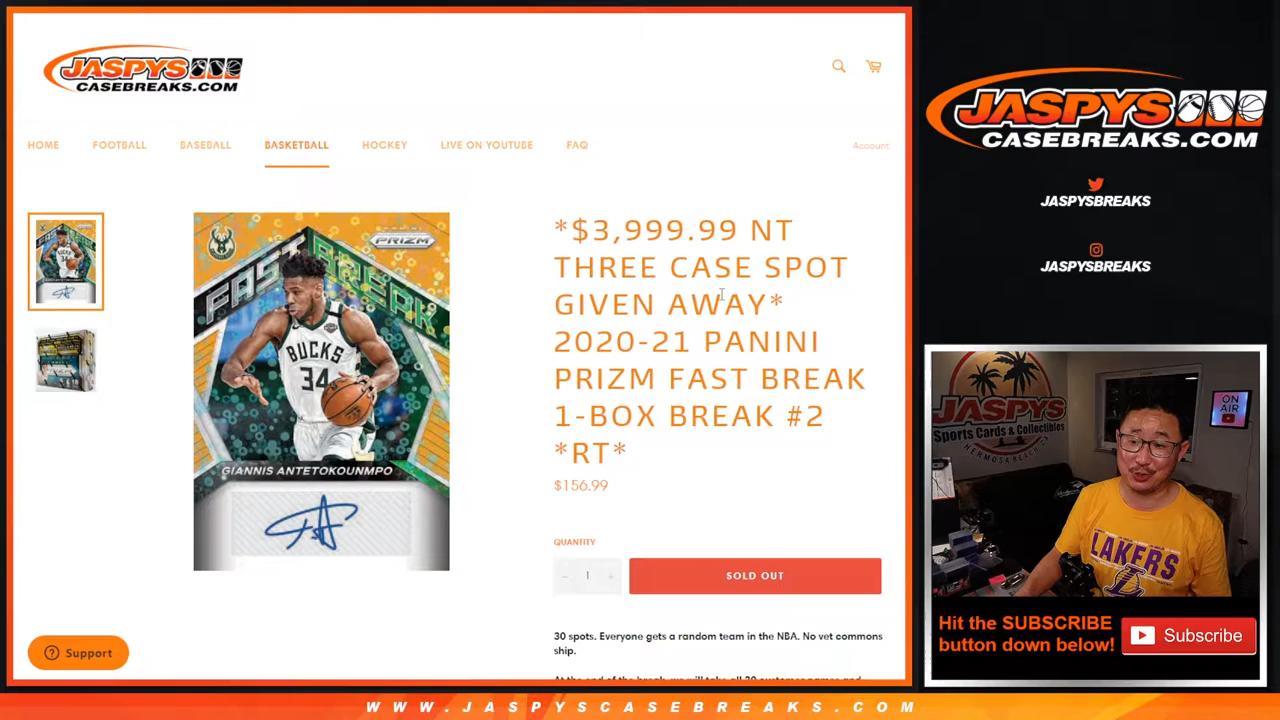 JASPYS
CASEBREAKS.COM
HOME FOOTBALL BASEBALL BASKETBALL HOCKEY LIVE ON YOUTUBE FAQ Account
FAST BREAK
PRIZM
BUCKS
34
GIANNIS ANTETOKOUNMPO
*$3,999.99 NT
THREE CASE SPOT
GIVEN AWAY*
2020-21 PANINI
PRIZM FAST BREAK
1-BOX BREAK #2
*RT*
$156.99
QUANTITY
− 1 +
SOLD OUT
30 spots. Everyone gets a random team in the NBA. No vet commons
ship.
Support
JASPYS
CASEBREAKS.COM
JASPYSBREAKS
JASPYSBREAKS
JASPYS
Sports Cards & Collectibles
HERMOSA BEACH
ON
AIR
LAKERS
Hit the SUBSCRIBE
button down below!
Subscribe
WWW.JASPYSCASEBREAKS.COM